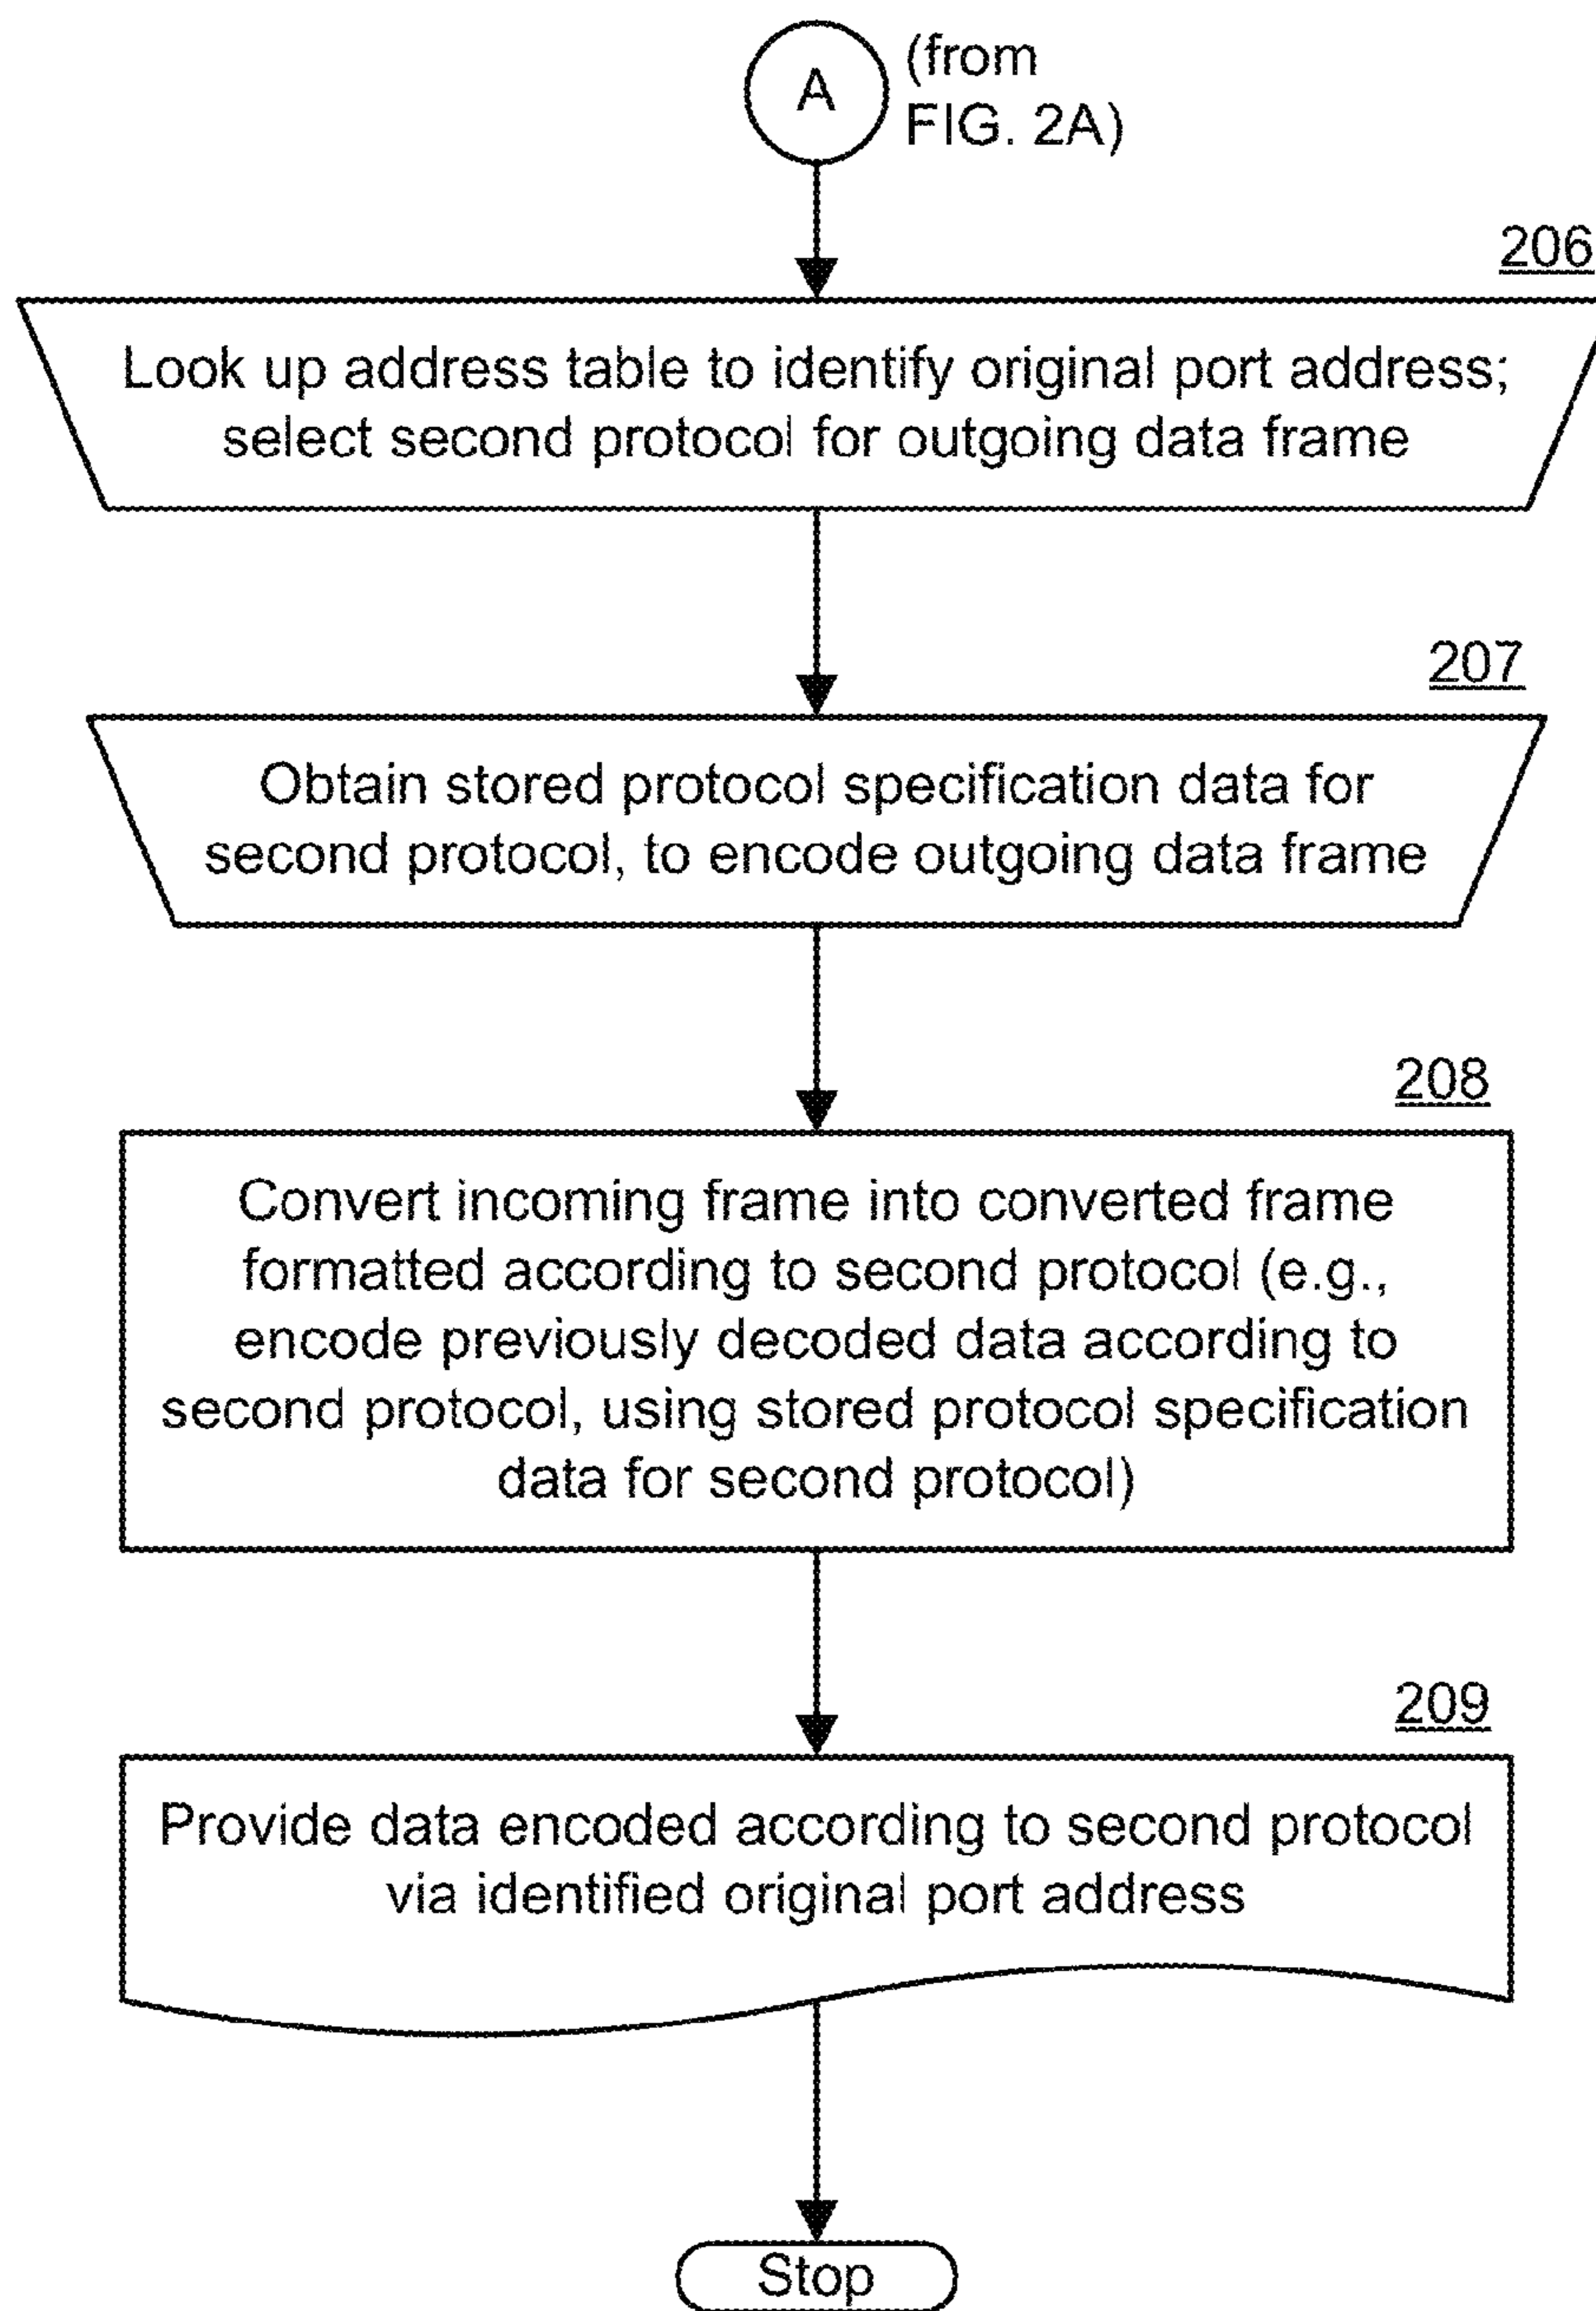 A
(from
FIG. 2A)
206
Look up address table to identify original port address;
select second protocol for outgoing data frame
207
Obtain stored protocol specification data for
second protocol, to encode outgoing data frame
208
Convert incoming frame into converted frame
formatted according to second protocol (e.g.,
encode previously decoded data according to
second protocol, using stored protocol specification
data for second protocol)
209
Provide data encoded according to second protocol
via identified original port address
Stop